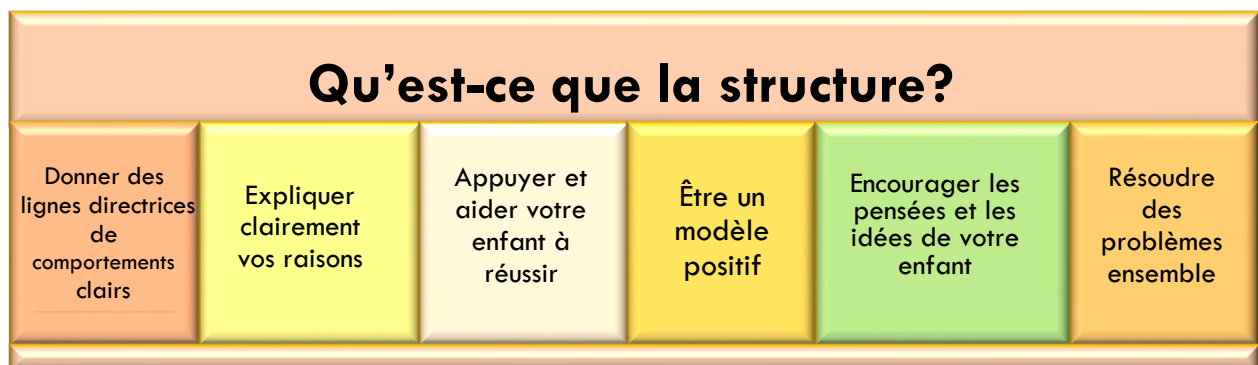 Qu’est-ce que la structure?
Donner des
lignes directrices
de
comportements
clairs
Expliquer
clairement
vos raisons
Appuyer et
aider votre
enfant à
réussir
Être un
modèle
positif
Encourager les
pensées et les
idées de votre
enfant
Résoudre
des
problèmes
ensemble